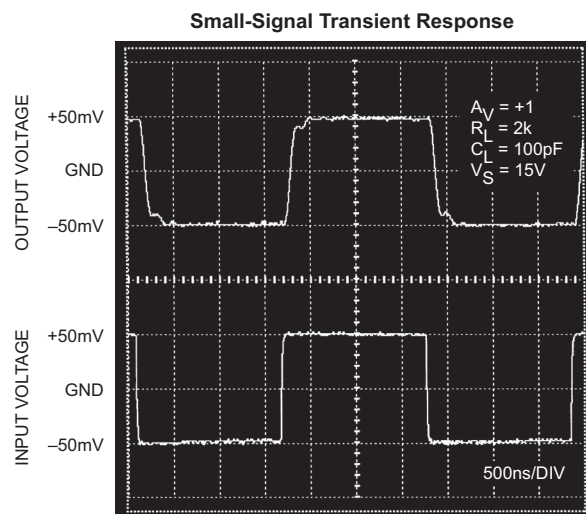 Small-Signal Transient Response
OUTPUT VOLTAGE
+50mV
GND
–50mV
AV = +1
RL = 2k
CL = 100pF
VS = 15V
INPUT VOLTAGE
+50mV
GND
–50mV
500ns/DIV